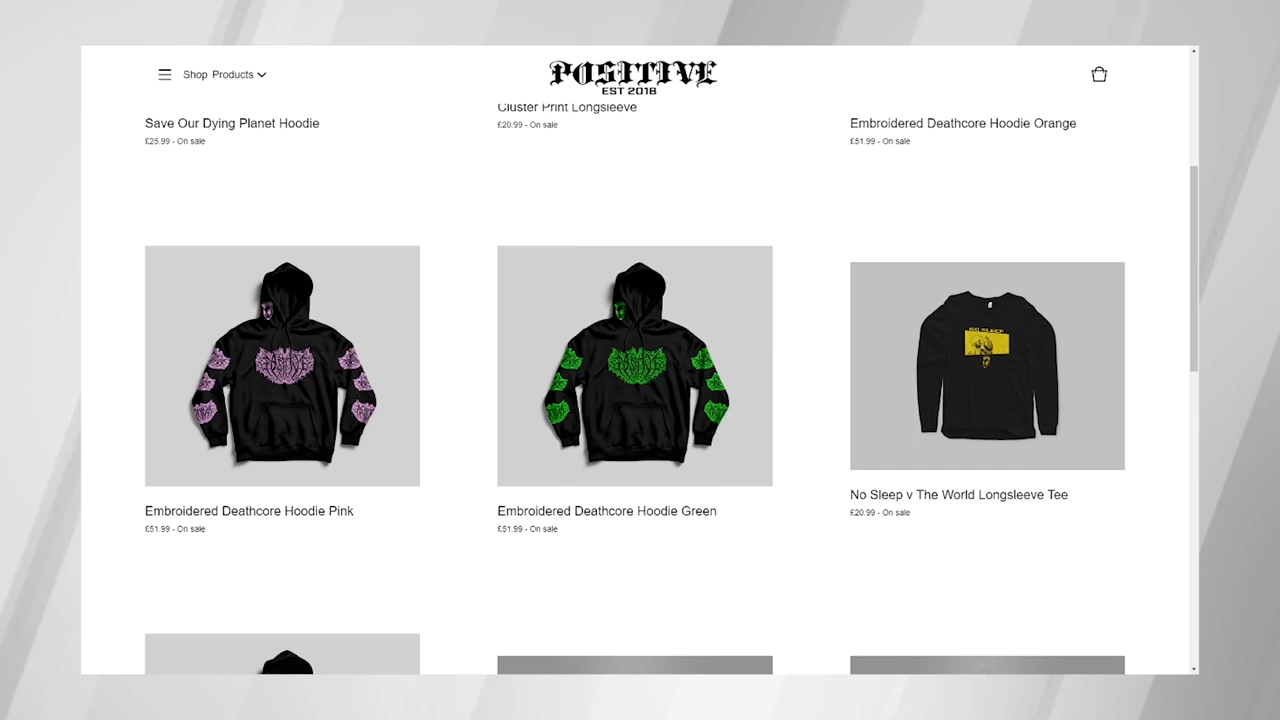 Shop Products
POSITIVE
EST 2018
Save Our Dying Planet Hoodie
£25.99 - On sale
Cluster Print Longsleeve
£20.99 - On sale
Embroidered Deathcore Hoodie Orange
£51.99 - On sale
NO SLEEP
Embroidered Deathcore Hoodie Pink
£51.99 - On sale
Embroidered Deathcore Hoodie Green
£51.99 - On sale
No Sleep v The World Longsleeve Tee
£20.99 - On sale